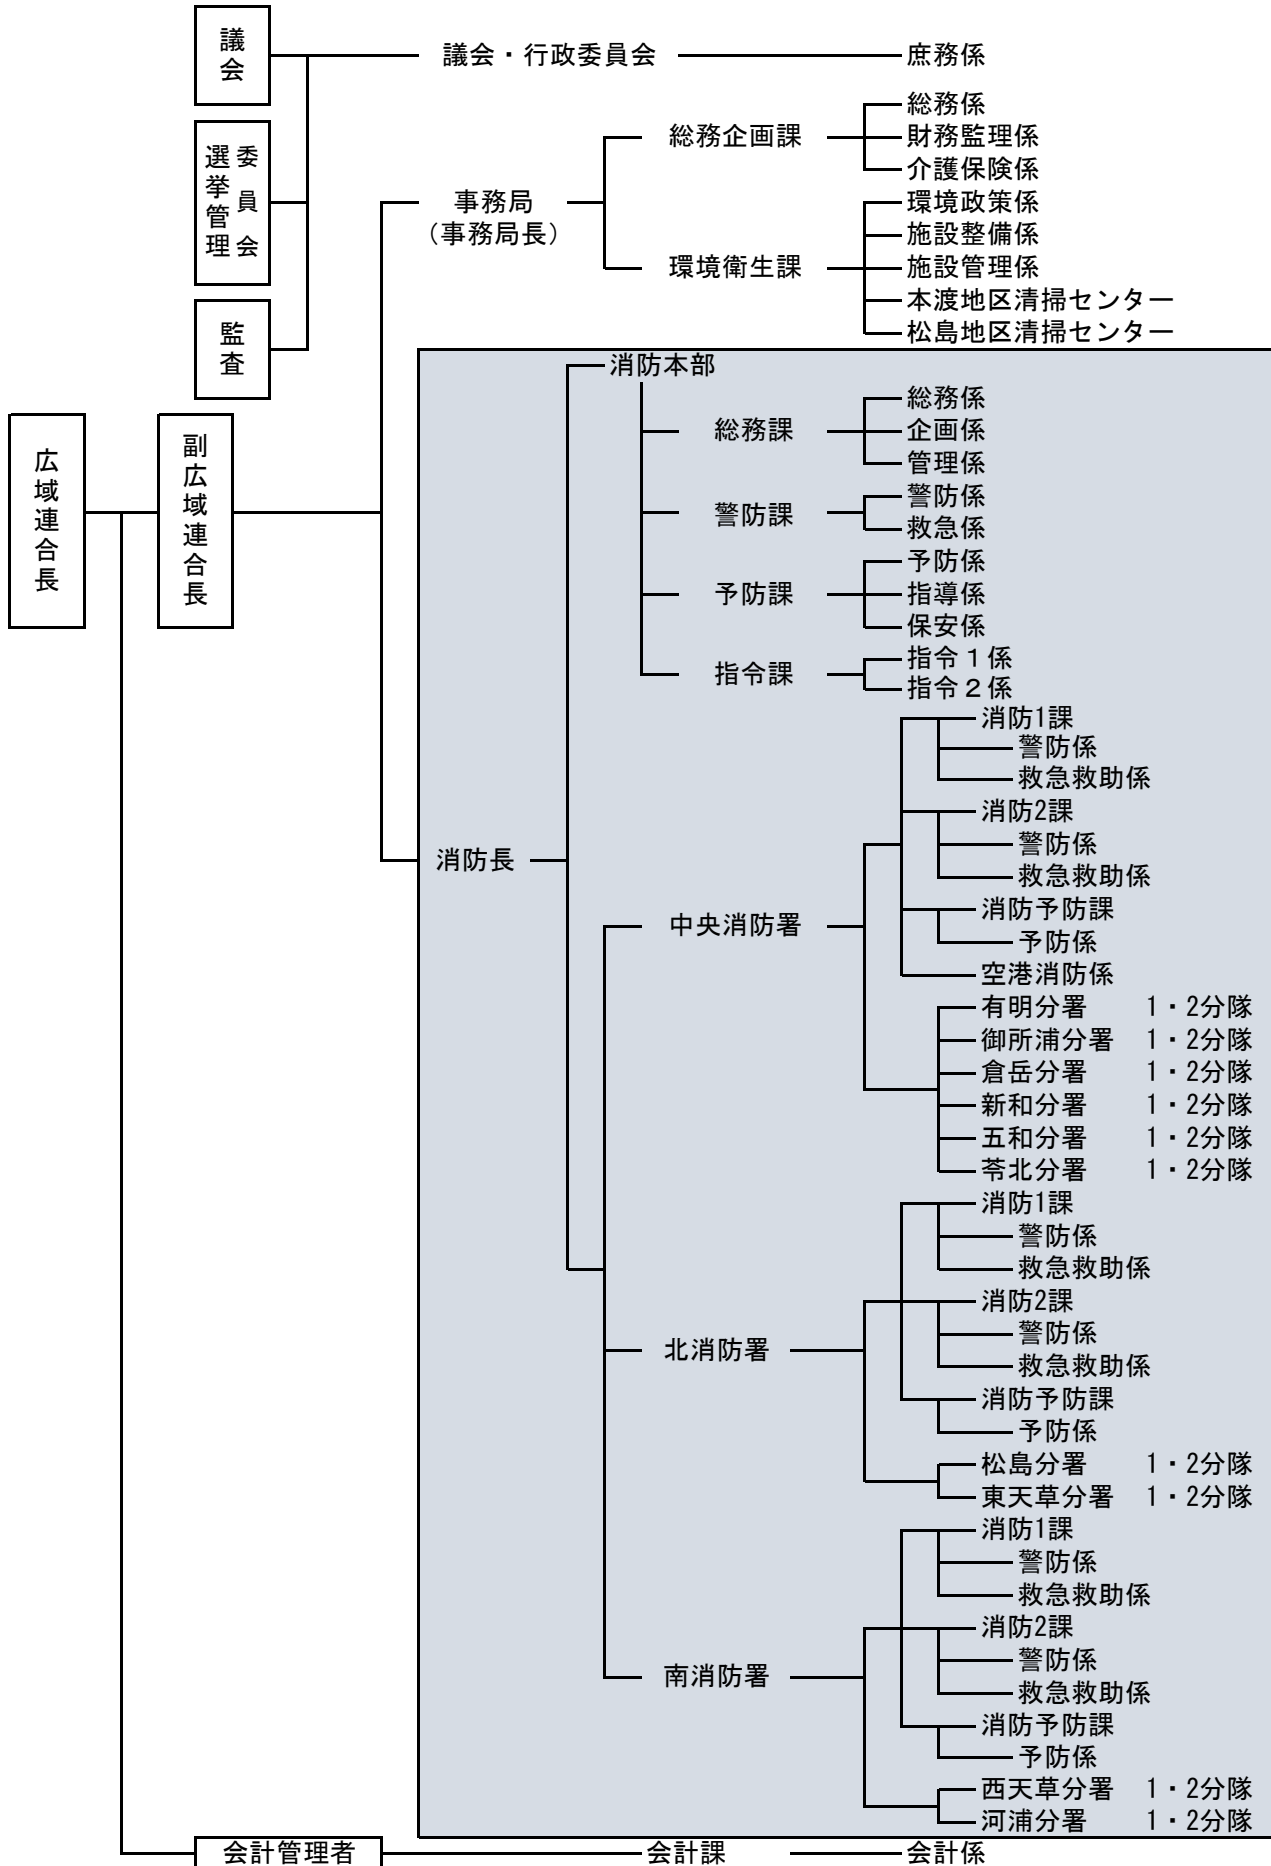 議会
議会・行政委員会 庶務係
選挙管理委員会
監査
広域連合長
副広域連合長
事務局
（事務局長）
総務企画課
総務係
財務監理係
介護保険係
環境衛生課
環境政策係
施設整備係
施設管理係
本渡地区清掃センター
松島地区清掃センター
消防長
消防本部
総務課
総務係
企画係
管理係
警防課
警防係
救急係
予防課
予防係
指導係
保安係
指令課
指令１係
指令２係
中央消防署
消防1課
警防係
救急救助係
消防2課
警防係
救急救助係
消防予防課
予防係
空港消防係
有明分署 1・2分隊
御所浦分署 1・2分隊
倉岳分署 1・2分隊
新和分署 1・2分隊
五和分署 1・2分隊
苓北分署 1・2分隊
北消防署
消防1課
警防係
救急救助係
消防2課
警防係
救急救助係
消防予防課
予防係
松島分署 1・2分隊
東天草分署 1・2分隊
南消防署
消防1課
警防係
救急救助係
消防2課
警防係
救急救助係
消防予防課
予防係
西天草分署 1・2分隊
河浦分署 1・2分隊
会計管理者 会計課 会計係